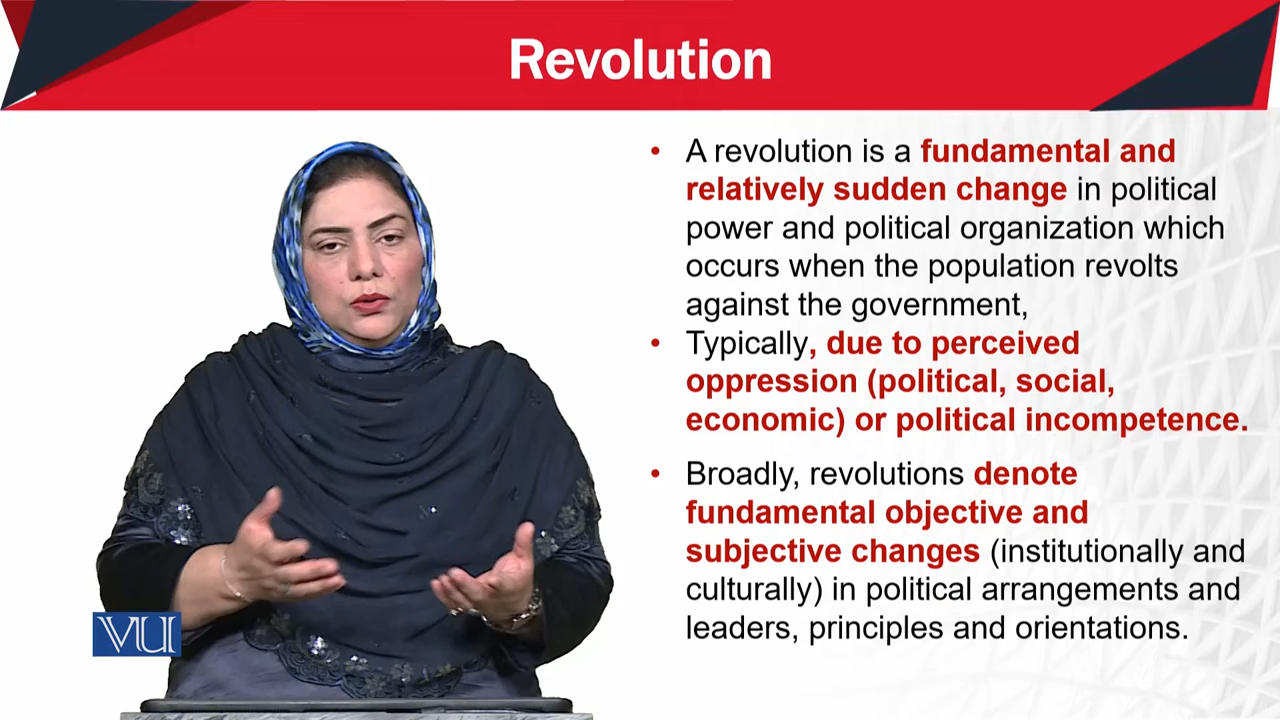 Revolution
• A revolution is a fundamental and
relatively sudden change in political
power and political organization which
occurs when the population revolts
against the government,
• Typically, due to perceived
oppression (political, social,
economic) or political incompetence.
• Broadly, revolutions denote
fundamental objective and
subjective changes (institutionally and
culturally) in political arrangements and
leaders, principles and orientations.
VU